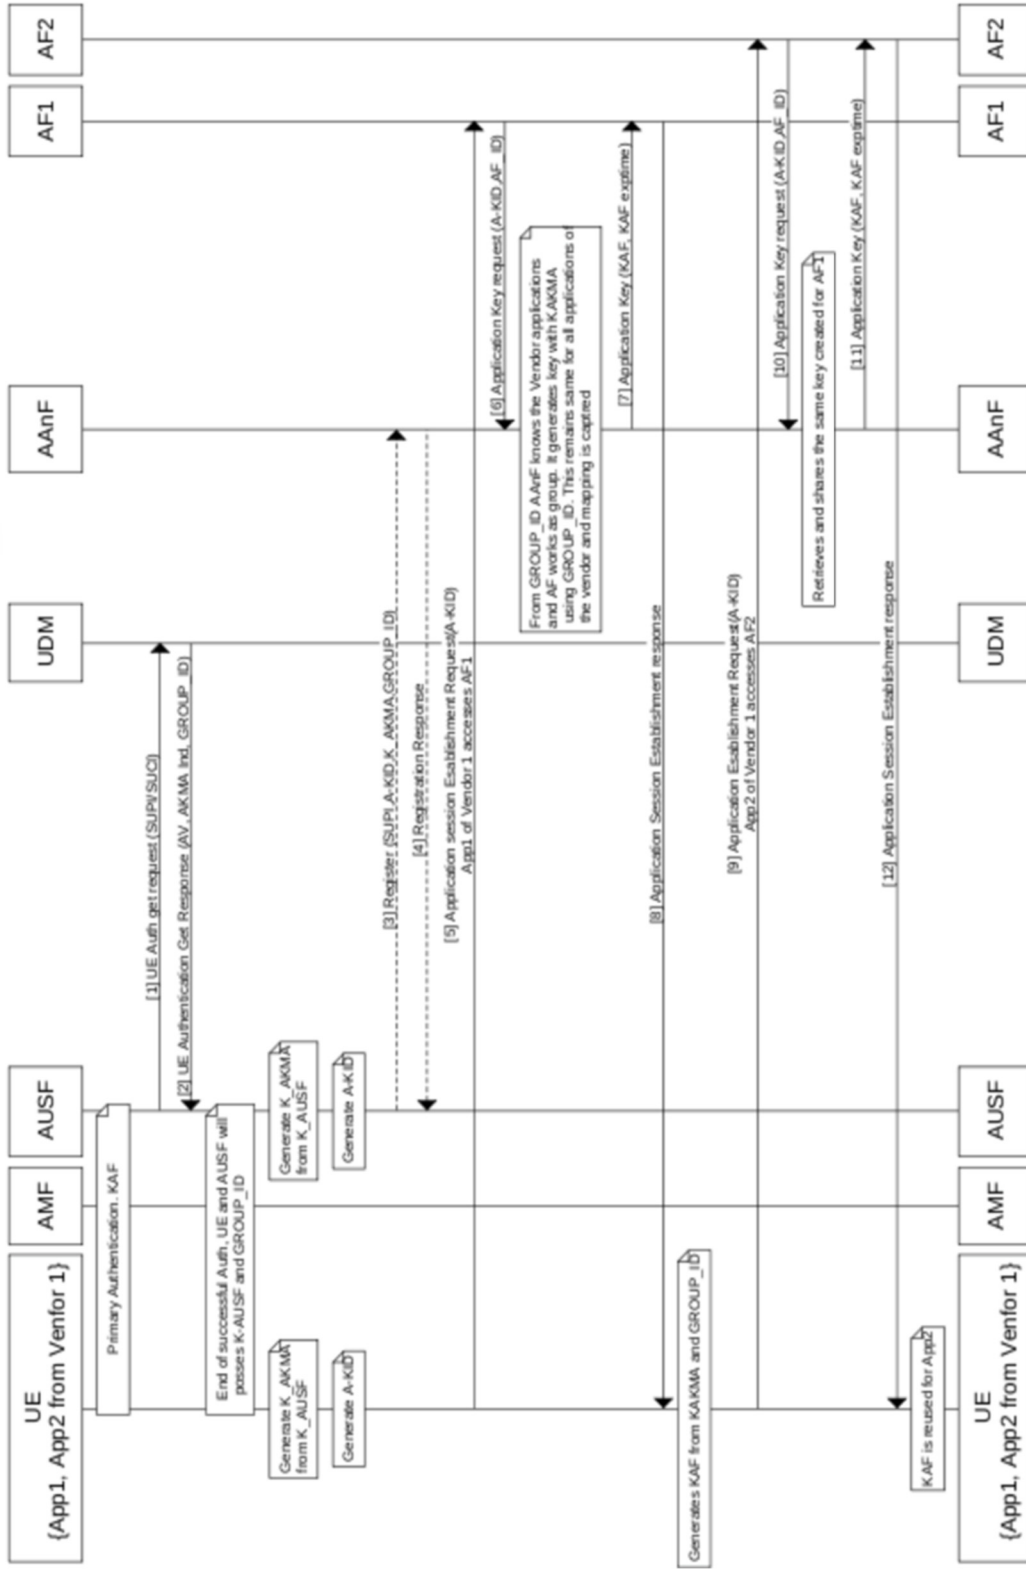 UE
{App1, App2 from Venfor 1}
AMF
AUSF
UDM
AAnF
AF1
AF2
Primary Authentication. KAF
[1] UE Auth get request (SUPI/SUCI)
[2] UE Authentication Get Response (AV, AKMA Ind, GROUP_ID)
End of successful Auth, UE and AUSF will
posses K-AUSF and GROUP_ID
Generate K_AKMA
from K_AUSF
Generate K_AKMA
from K_AUSF
Generate A-KID
Generate A-KID
[3] Register (SUPI,A-KID,K_AKMA,GROUP_ID)
[4] Registration Response
[5] Application session Esablishment Request(A-KID)
App1 of Vendor 1 accesses AF1
[6] Application Key request (A-KID,AF_ID)
From GROUP_ID AAnF knows the Vendor applications
and AF works as group. It generates key with KAKMA
using GROUP_ID. This remains same for all applications of
the vendor and mapping is captred
[7] Application Key (KAF, KAF exptime)
[8] Application Session Establishment response
Generates KAF from KAKMA and GROUP_ID
[9] Application Esablishment Request(A-KID)
App2 of Vendor 1 accesses AF2
[10] Application Key request (A-KID,AF_ID)
Retrieves and shares the same key created for AF1
[11] Application Key (KAF, KAF exptime)
[12] Application Session Establishment response
KAF is reused for App2
UE
{App1, App2 from Venfor 1}
AMF
AUSF
UDM
AAnF
AF1
AF2